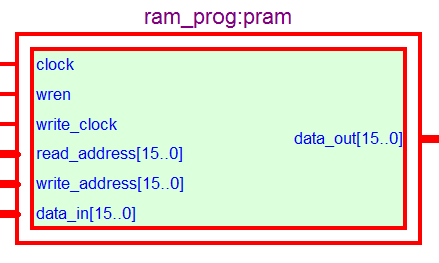 ram_prog:pram
clock
wren
write_clock
read_address[15..0]
data_out[15..0]
write_address[15..0]
data_in[15..0]